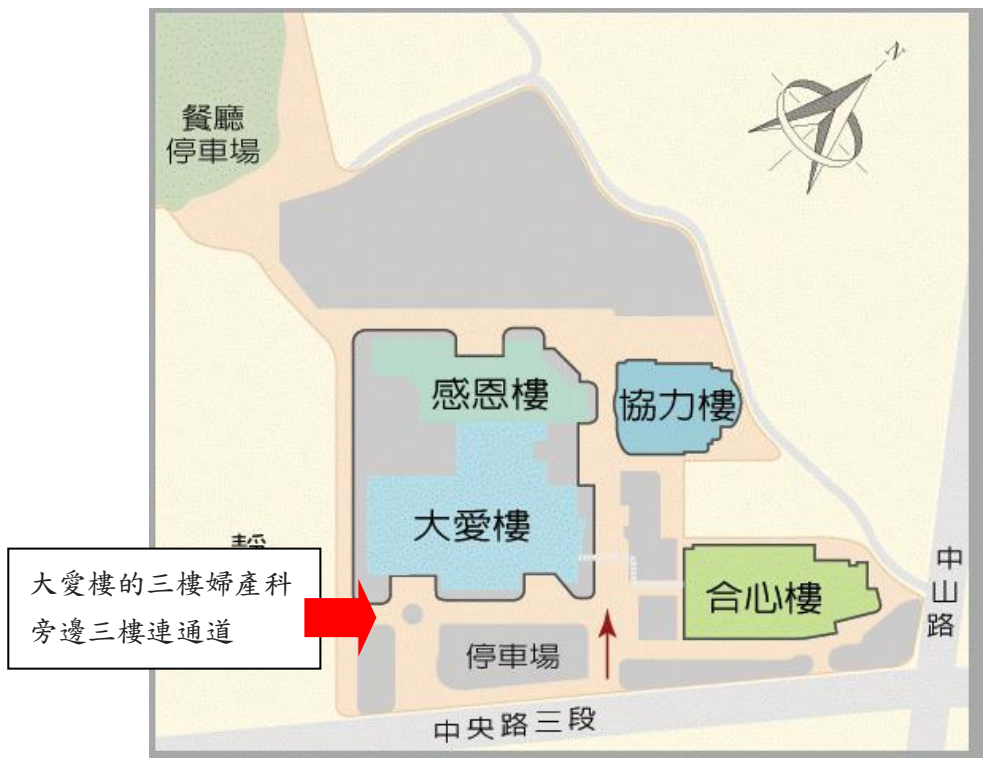 N
餐廳
停車場
感恩樓
協力樓
大愛樓
大愛樓的三樓婦產科
旁邊三樓連通道
合心樓
中山路
停車場
中央路三段